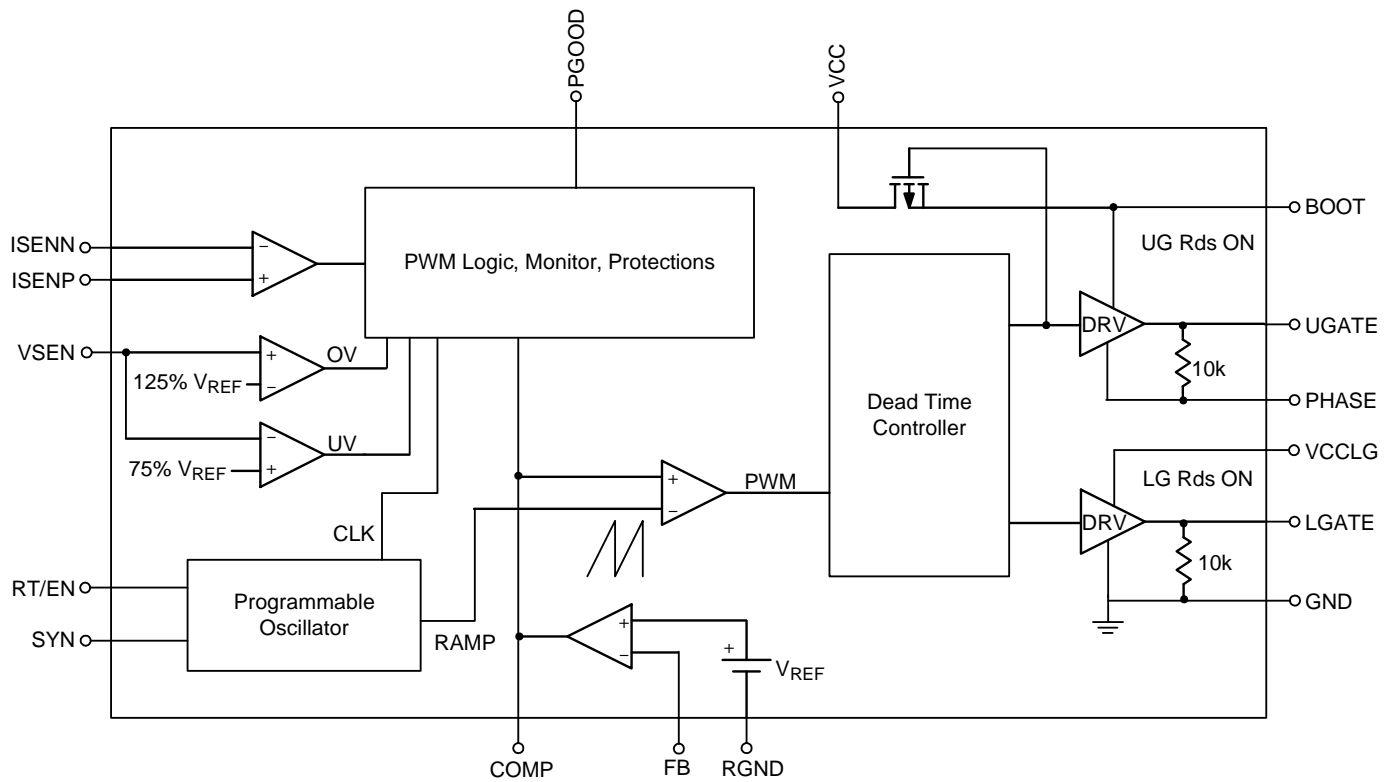 PGOOD
VCC
ISENN
ISENP
−
+
PWM Logic, Monitor, Protections
BOOT
UG Rds ON
VSEN
+
−
OV
125% VREF
DRV
UGATE
10k
PHASE
−
+
UV
75% VREF
Dead Time
Controller
VCCLG
LG Rds ON
+
−
PWM
DRV
LGATE
10k
CLK
RT/EN
SYN
Programmable
Oscillator
RAMP
GND
+
−
+
VREF
COMP
FB
RGND